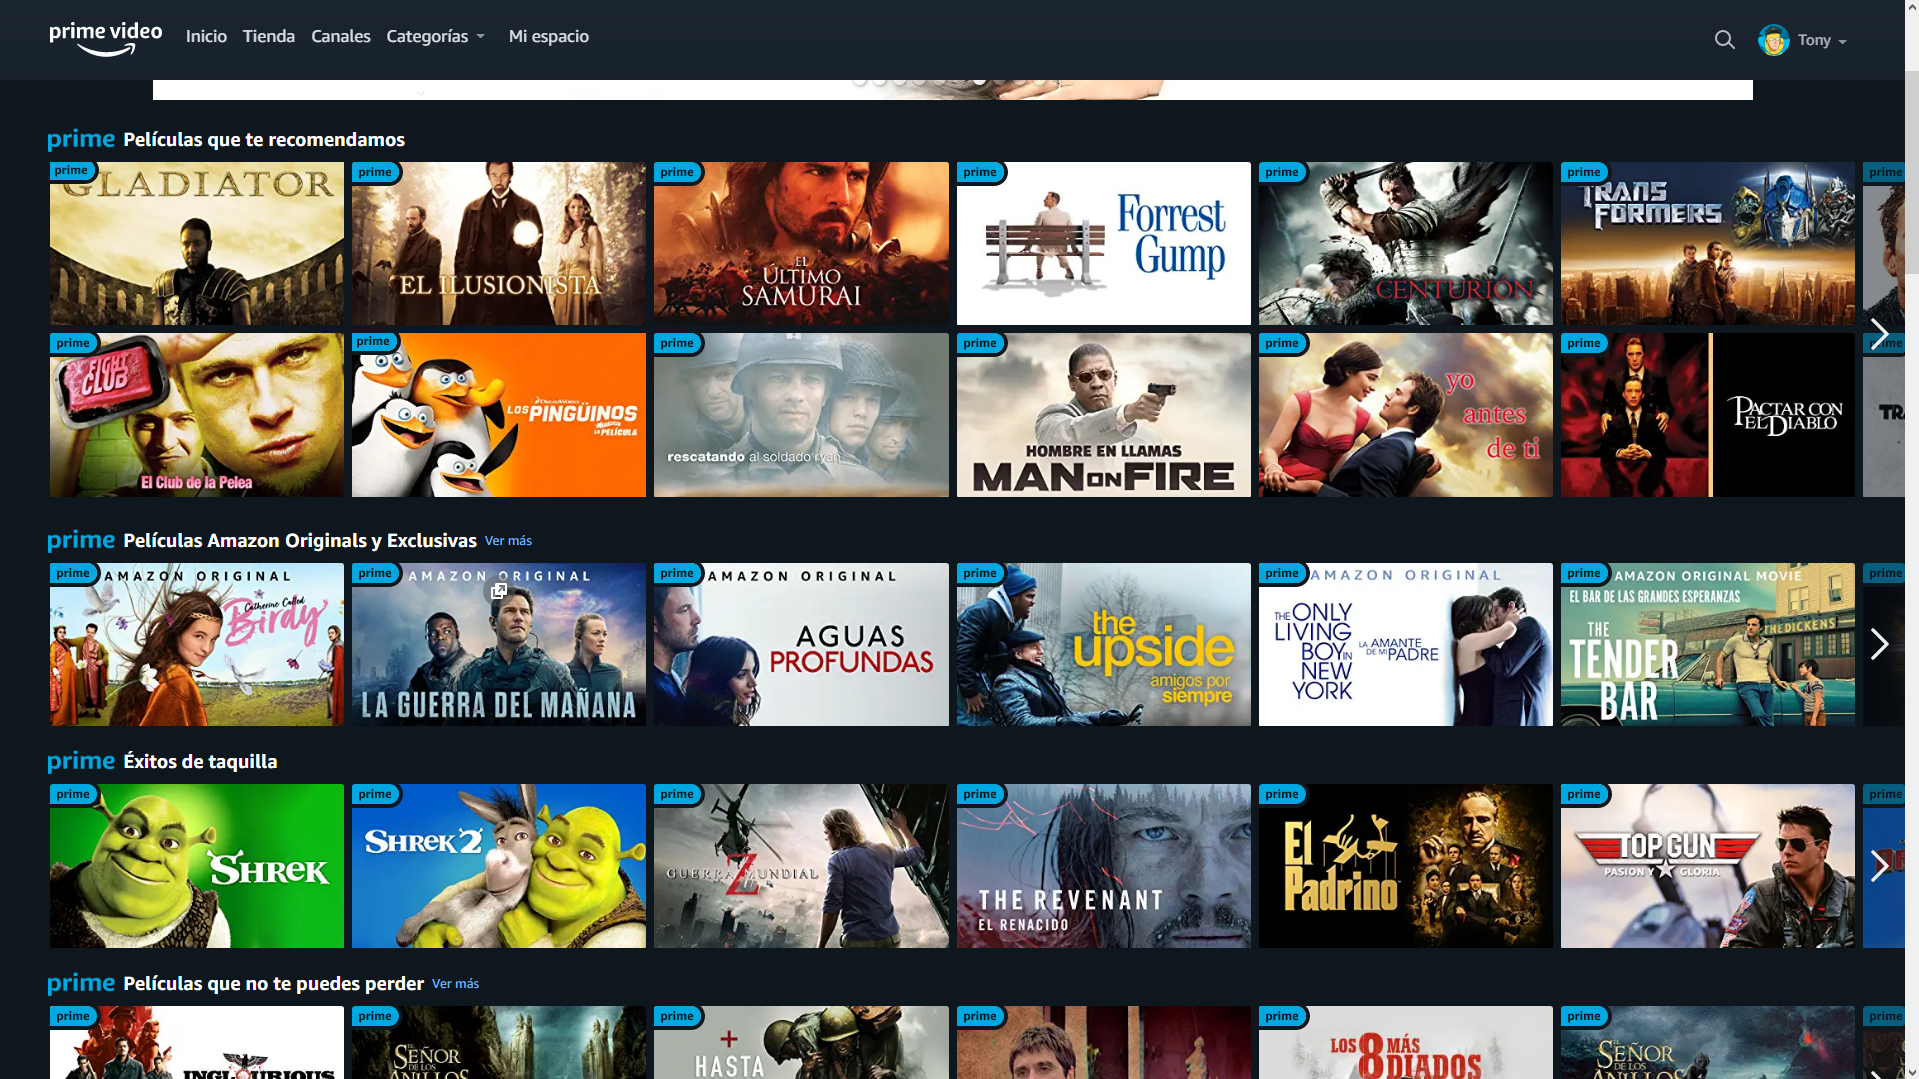 prime video
Inicio
Tienda
Canales
Categorías
Mi espacio
Tony
prime Películas que te recomendamos
prime
GLADIATOR
prime
EL ILUSIONISTA
prime
EL
ÚLTIMO
SAMURAI
prime
Forrest
Gump
prime
CENTURIÓN
prime
TRANS
FORMERS
prime
prime
FIGHT
CLUB
El Club de la Pelea
prime
LOS PINGÜINOS
LA PELÍCULA
prime
rescatando al soldado ryan
prime
HOMBRE EN LLAMAS
MAN ON FIRE
prime
yo
antes
de ti
prime
PACTAR CON
EL DIABLO
prime
TR
prime Películas Amazon Originals y Exclusivas Ver más
prime
AMAZON ORIGINAL
Catherine Called
Birdy
prime
AMAZON ORIGINAL
LA GUERRA DEL MAÑANA
prime
AMAZON ORIGINAL
AGUAS
PROFUNDAS
prime
the
upside
amigos por
siempre
prime
AMAZON ORIGINAL
THE ONLY
LIVING
BOY IN
NEW
YORK
LA AMANTE
DE MI PADRE
prime
AMAZON ORIGINAL MOVIE
EL BAR DE LAS GRANDES ESPERANZAS
THE
TENDER
BAR
THE DICKENS
prime
prime Éxitos de taquilla
prime
SHREK
prime
SHREK 2
prime
GUERRA MUNDIAL
Z
prime
THE REVENANT
EL RENACIDO
prime
El
Padrino
prime
TOP GUN
PASION Y GLORIA
prime
prime Películas que no te puedes perder Ver más
prime
INGLOURIOUS
prime
EL
SEÑOR
DE LOS
ANILLOS
prime
HASTA
prime
prime
LOS 8 MÁS
ODIADOS
prime
EL
SEÑOR
DE LOS
ANILLOS
prime